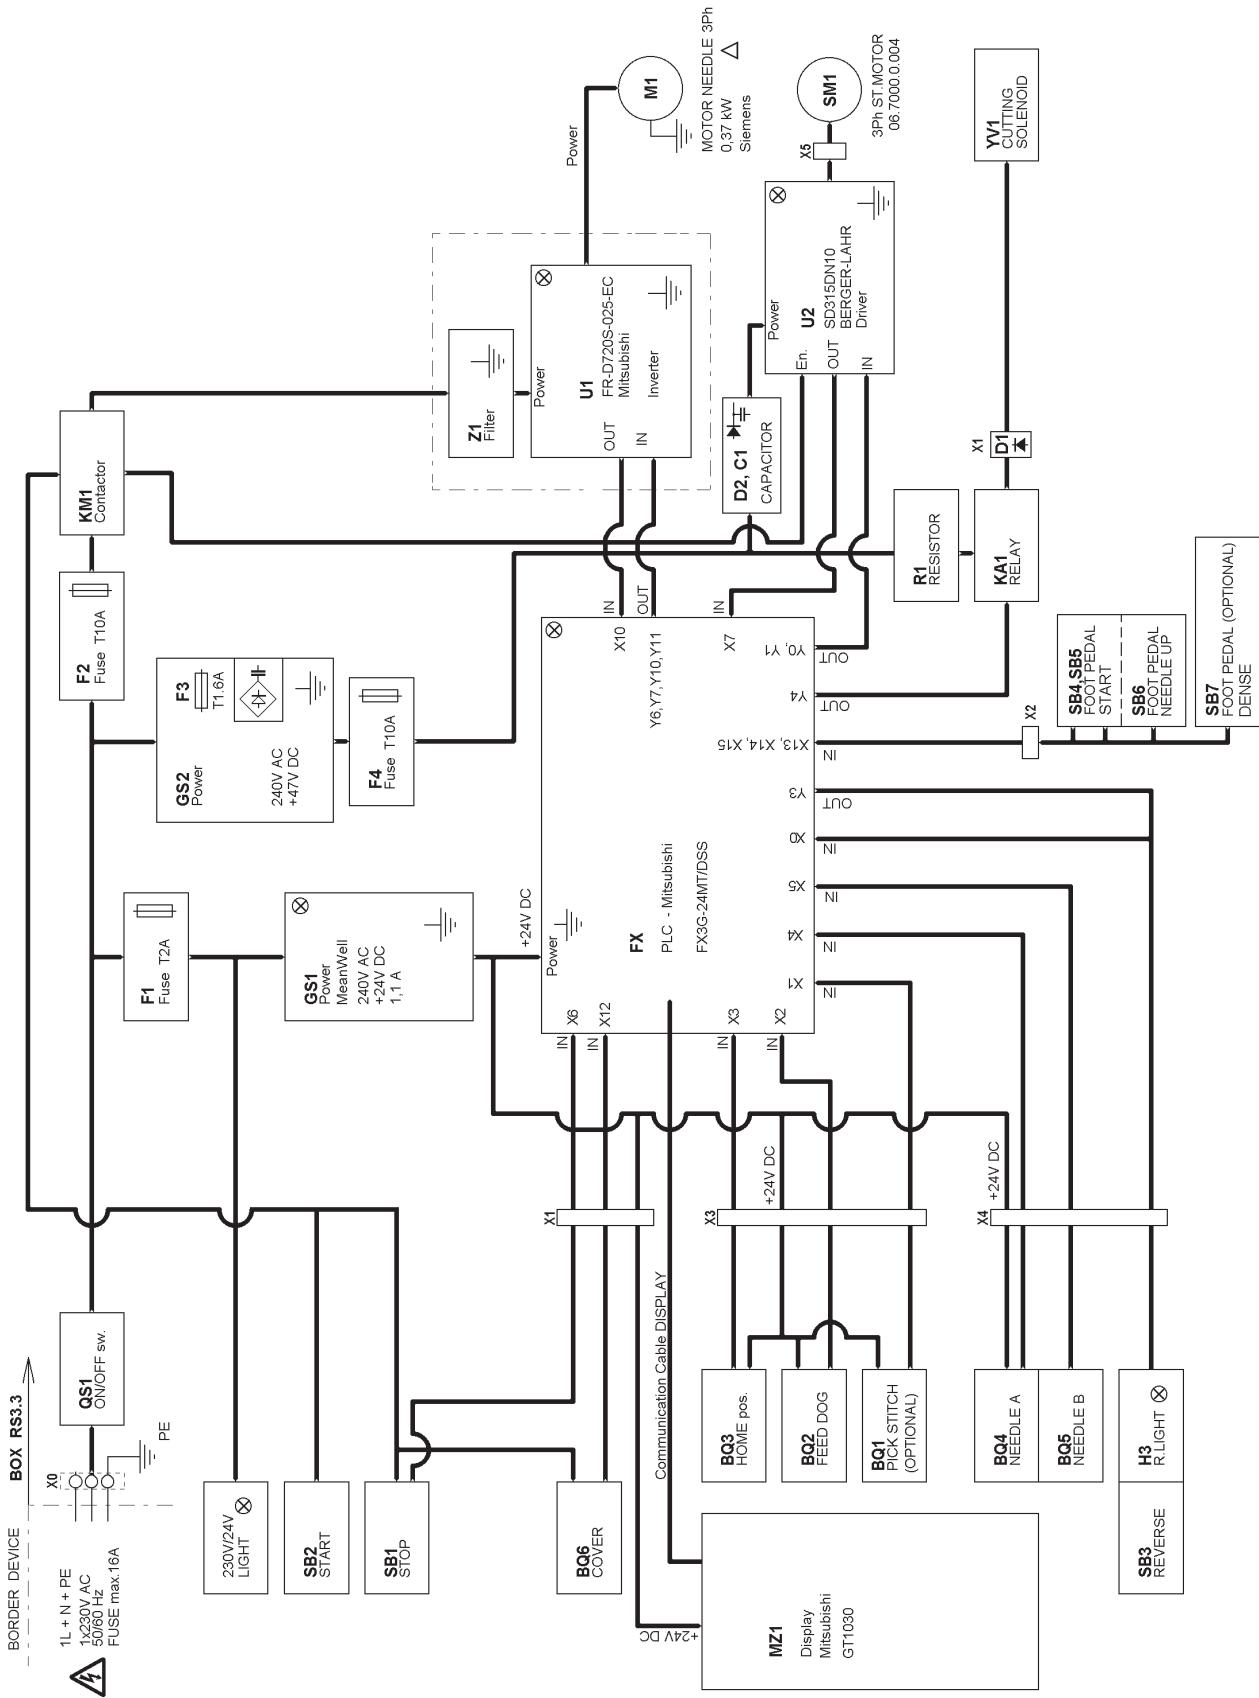 BORDER DEVICE
BOX RS3.3
1L + N + PE
1x230V AC
50/60 Hz
FUSE max.16A
X0
PE
QS1
ON/OFF sw.
F2
Fuse T10A
KM1
Contactor
F1
Fuse T2A
GS2
Power
F3
T1.6A
240V AC
+47V DC
F4
Fuse T10A
GS1
Power
MeanWell
240V AC
+24V DC
1,1 A
+24V DC
Z1
Filter
Power
U1
FR-D720S-025-EC
Mitsubishi
Inverter
OUT
IN
Power
M1
MOTOR NEEDLE 3Ph
0,37 kW
Siemens
D2, C1
CAPACITOR
Power
U2
SD315DN10
BERGER-LAHR
Driver
En.
OUT
IN
X5
SM1
3Ph ST.MOTOR
06.7000.0.004
R1
RESISTOR
KA1
RELAY
X1
D1
YV1
CUTTING
SOLENOID
Power
FX
PLC - Mitsubishi
FX3G-24MT/DSS
IN
X10
OUT
Y6,Y7,Y10,Y11
IN
X7
Y0, Y1
OUT
Y4
OUT
X13, X14, X15
IN
Y3
OUT
X0
IN
X5
IN
X4
IN
X1
IN
IN
X6
IN
X12
IN
X3
IN
X2
X2
SB4,SB5
FOOT PEDAL
START
SB6
FOOT PEDAL
NEEDLE UP
SB7
FOOT PEDAL (OPTIONAL)
DENSE
230V/24V
LIGHT
SB2
START
SB1
STOP
BQ6
COVER
X1
Communication Cable DISPLAY
X3
+24V DC
X4
+24V DC
BQ3
HOME pos.
BQ2
FEED DOG
BQ1
PICK STITCH
(OPTIONAL)
BQ4
NEEDLE A
BQ5
NEEDLE B
H3
R.LIGHT
SB3
REVERSE
+24V DC
MZ1
Display
Mitsubishi
GT1030